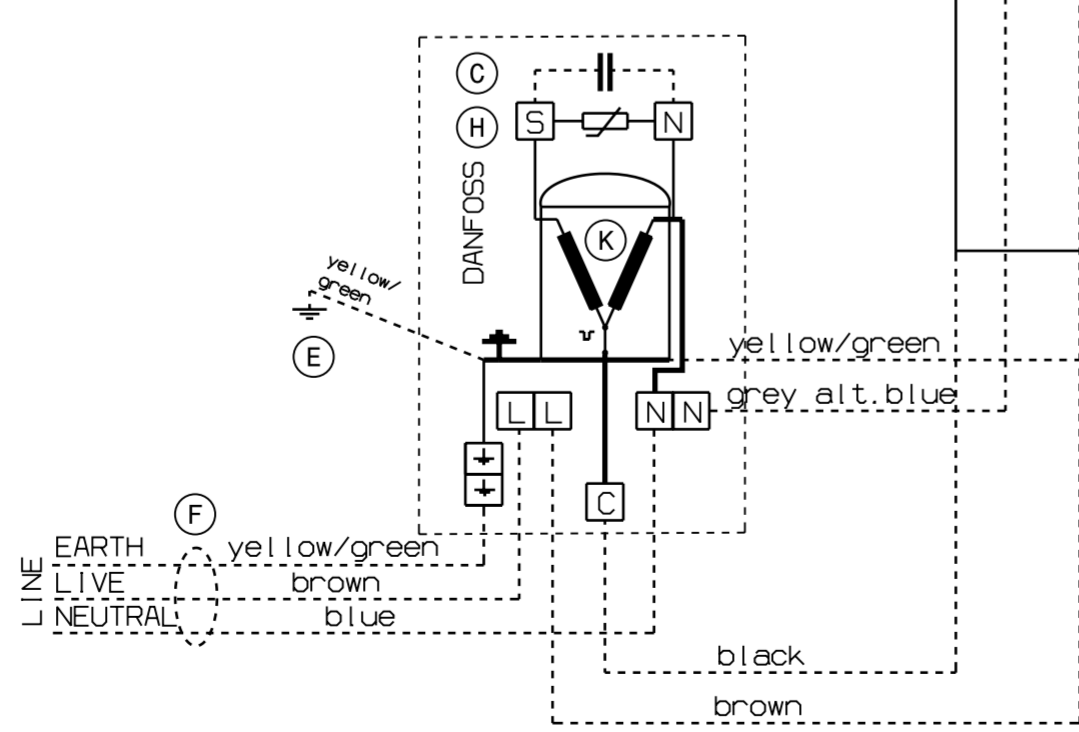 C
H
S
N
DANFOSS
K
yellow/
green
E
yellow/green
L L
N N
grey alt.blue
C
F
LINE
EARTH
yellow/green
LIVE
brown
NEUTRAL
blue
black
brown